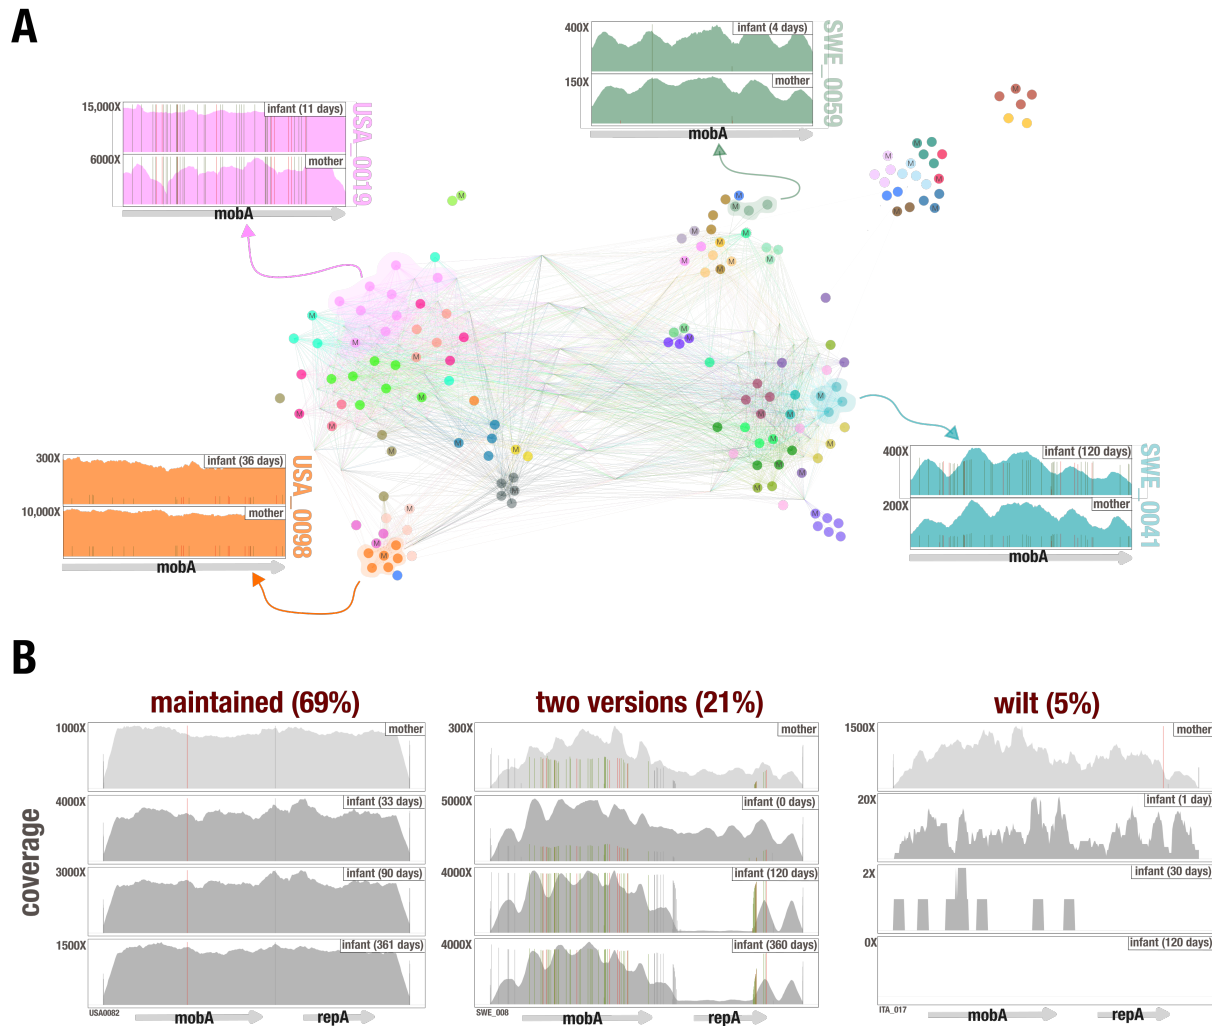 A
400X
infant (4 days)
150X
mother
mobA
SWE_0059
15,000X
infant (11 days)
6000X
mother
mobA
USA_0019
300X
infant (36 days)
10,000X
mother
mobA
USA_0098
400X
infant (120 days)
200X
mother
mobA
SWE_0041
B
coverage
maintained (69%)
1000X
mother
4000X
infant (33 days)
3000X
infant (90 days)
1500X
infant (361 days)
USA0082
mobA
repA
two versions (21%)
300X
mother
5000X
infant (0 days)
4000X
infant (120 days)
4000X
infant (360 days)
SWE_008
mobA
repA
wilt (5%)
1500X
mother
20X
infant (1 day)
2X
infant (30 days)
0X
infant (120 days)
ITA_017
mobA
repA